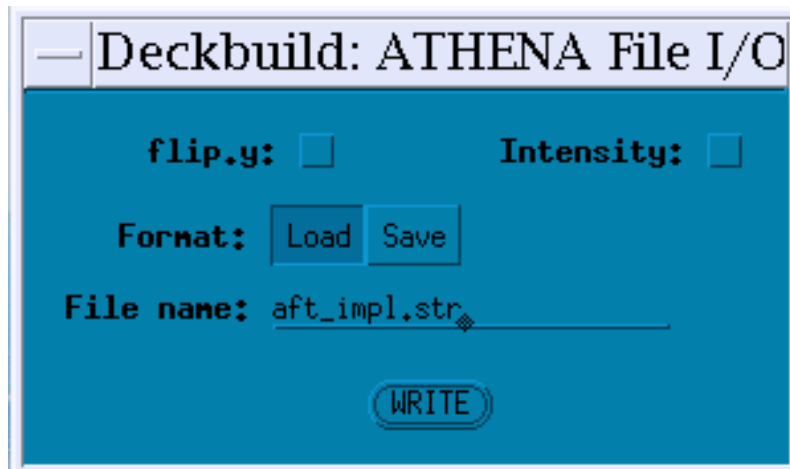 Deckbuild: ATHENA File I/O
flip.y: Intensity:
Format: Load Save
File name: aft_impl.str
WRITE